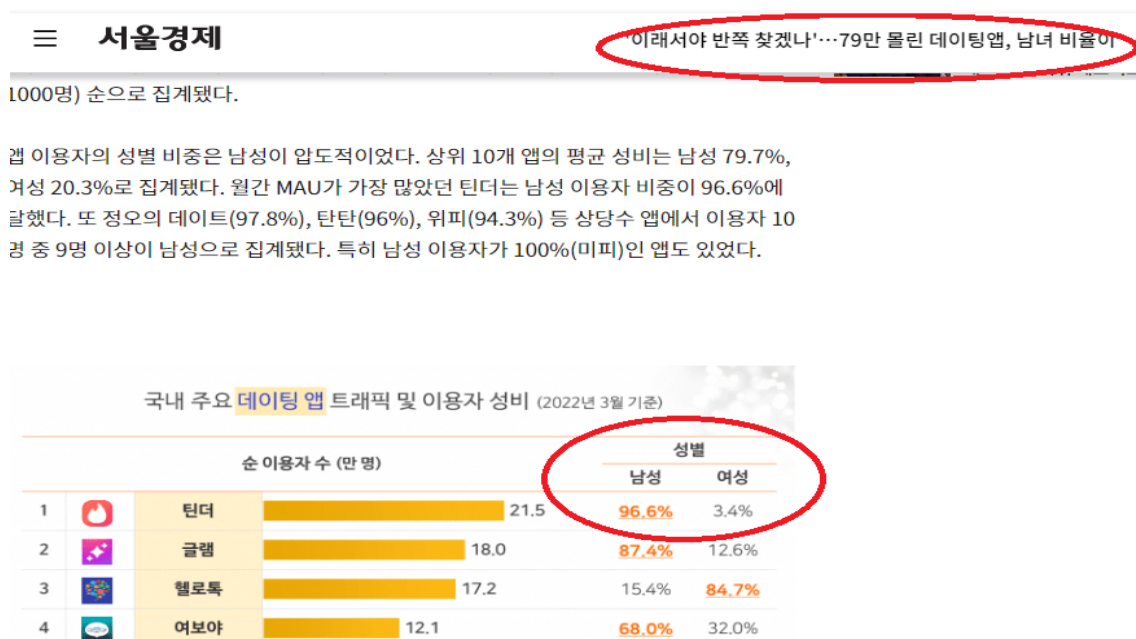 서울경제
'이래서야 반쪽 찾겠나'…79만 몰린 데이팅앱, 남녀 비율이
1000명) 순으로 집계됐다.
앱 이용자의 성별 비중은 남성이 압도적이었다. 상위 10개 앱의 평균 성비는 남성 79.7%,
여성 20.3%로 집계됐다. 월간 MAU가 가장 많았던 틴더는 남성 이용자 비중이 96.6%에
달했다. 또 정오의 데이트(97.8%), 탄탄(96%), 위피(94.3%) 등 상당수 앱에서 이용자 10
명 중 9명 이상이 남성으로 집계됐다. 특히 남성 이용자가 100%(미피)인 앱도 있었다.
국내 주요 데이팅 앱 트래픽 및 이용자 성비 (2022년 3월 기준)
순 이용자 수 (만 명)
성별
남성 여성
1 틴더 21.5 96.6% 3.4%
2 글램 18.0 87.4% 12.6%
3 헬로톡 17.2 15.4% 84.7%
4 여보야 12.1 68.0% 32.0%